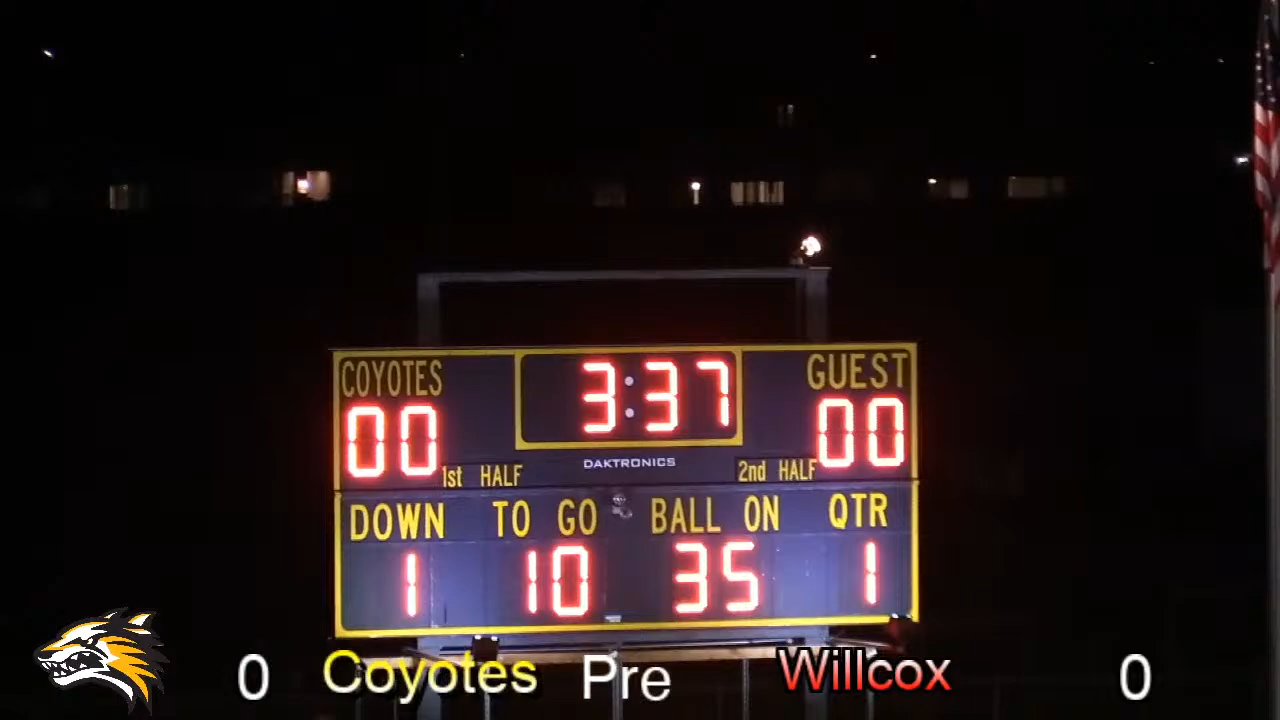 COYOTES 3:37 GUEST
00 00
1st HALF DAKTRONICS 2nd HALF
DOWN TO GO BALL ON QTR
1 10 35 1
0 Coyotes Pre Willcox 0